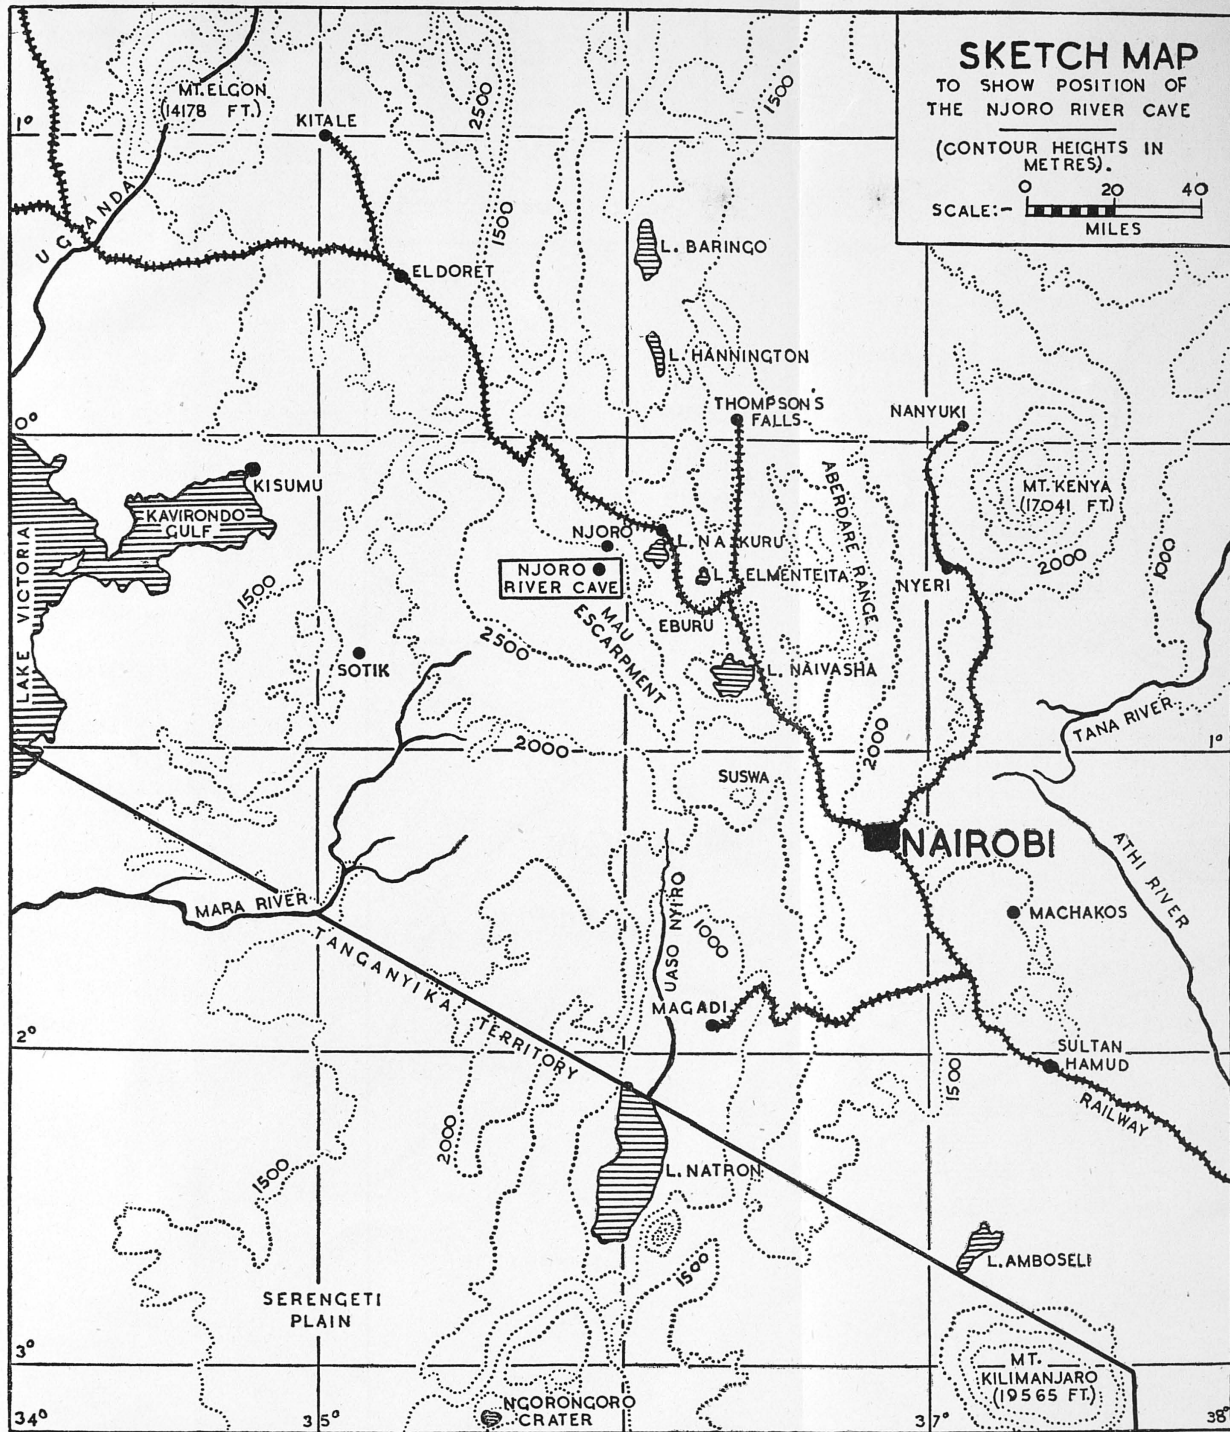 SKETCH MAP
TO SHOW POSITION OF
THE NJORO RIVER CAVE
(CONTOUR HEIGHTS IN
METRES).
0 20 40
SCALE:-
MILES
MT. ELGON
(14178 FT.)
2500
1500
KITALE
1°
UGANDA
1500
L. BARINGO
ELDORET
L. HANNINGTON
THOMPSON'S
FALLS
NANYUKI
0°
KISUMU
KAVIRONDO
GULF
LAKE VICTORIA
ABERDARE RANGE
MT. KENYA
(17041 FT.)
NJORO
L. NAKURU
NJORO
RIVER CAVE
L. ELMENTEITA
NYERI
2000
1000
1500
EBURU
MAU
ESCARPMENT
2500
SOTIK
L. NAIVASHA
TANA RIVER
2000
2000
1°
SUSWA
NAIROBI
ATHI RIVER
MARA RIVER
UASO NYIRO
MACHAKOS
1000
TANGANYIKA TERRITORY
MAGADI
2°
SULTAN
HAMUD
1500
RAILWAY
2000
1500
L. NATRON
L. AMBOSELI
1500
SERENGETI
PLAIN
3°
MT.
KILIMANJARO
(19565 FT.)
NGORONGORO
CRATER
34°
35°
37°
38°